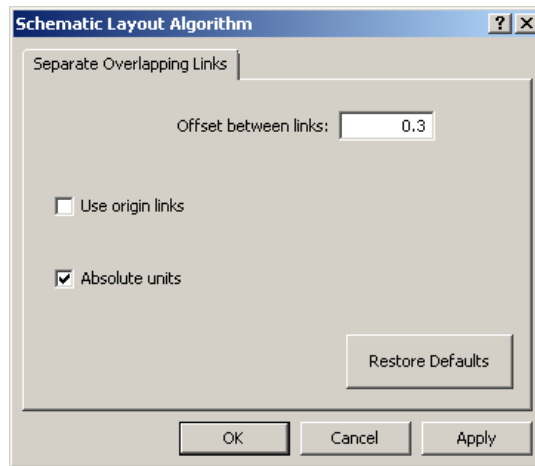 Schematic Layout Algorithm
Separate Overlapping Links
Offset between links: 0.3
Use origin links
Absolute units
Restore Defaults
OK Cancel Apply